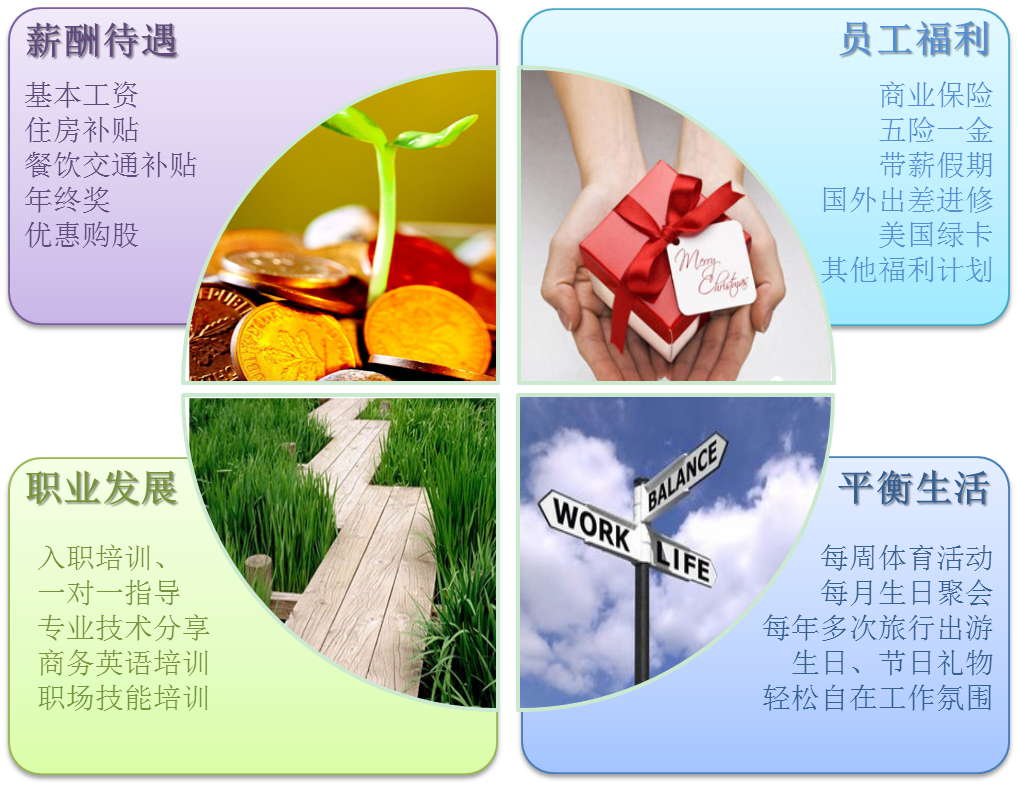 薪酬待遇
基本工资
住房补贴
餐饮交通补贴
年终奖
优惠购股
员工福利
商业保险
五险一金
带薪假期
国外出差进修
美国绿卡
其他福利计划
Merry
Christmas
职业发展
入职培训、
一对一指导
专业技术分享
商务英语培训
职场技能培训
平衡生活
每周体育活动
每月生日聚会
每年多次旅行出游
生日、节日礼物
轻松自在工作氛围
BALANCE
WORK
LIFE